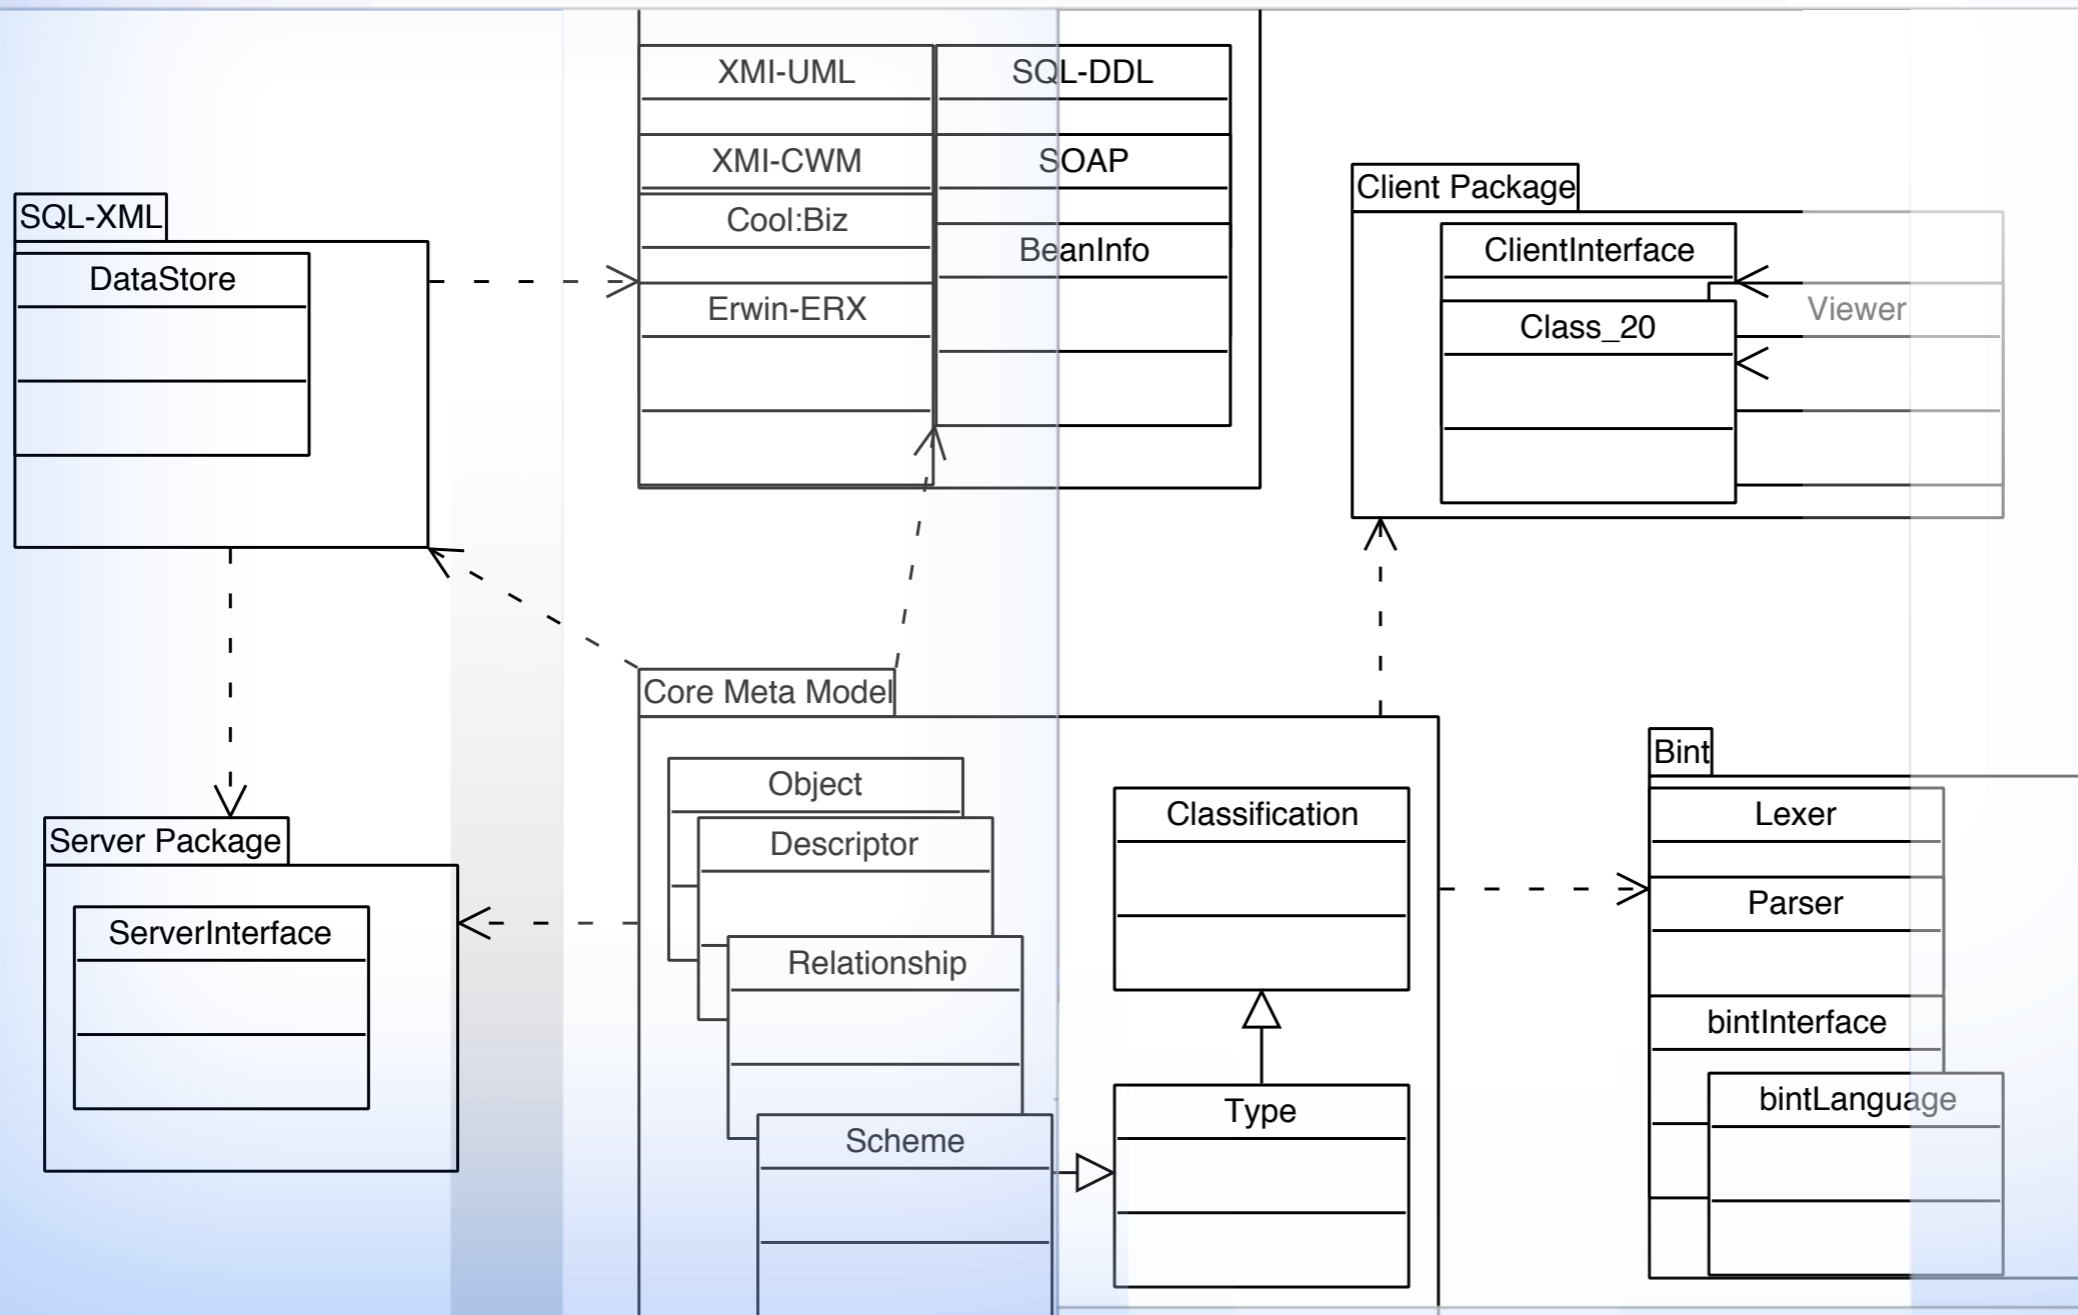 XMI-UML
SQL-DDL
XMI-CWM
SOAP
Cool:Biz
BeanInfo
Erwin-ERX
SQL-XML
DataStore
Client Package
ClientInterface
Viewer
Class_20
Core Meta Model
Object
Descriptor
Relationship
Scheme
Classification
Type
Server Package
ServerInterface
Bint
Lexer
Parser
bintInterface
bintLanguage